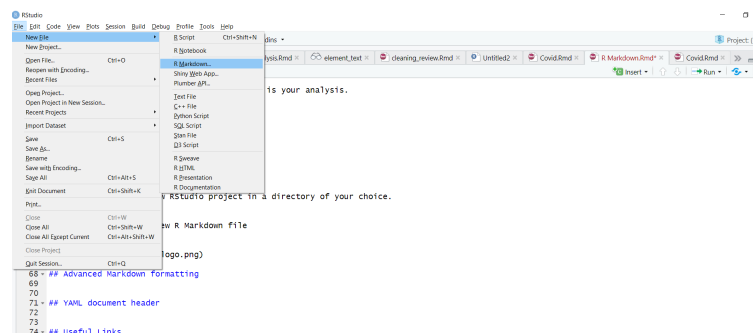 RStudio
File Edit Code View Plots Session Build Debug Profile Tools Help
New File
New Project...
Open File... Ctrl+O
Reopen with Encoding...
Recent Files
Open Project...
Open Project in New Session...
Recent Projects
Import Dataset
Save Ctrl+S
Save As...
Rename
Save with Encoding...
Save All Ctrl+Alt+S
Knit Document Ctrl+Shift+K
Print...
Close Ctrl+W
Close All Ctrl+Shift+W
Close All Except Current Ctrl+Alt+Shift+W
Close Project
Quit Session... Ctrl+Q
R Script Ctrl+Shift+N
R Notebook
R Markdown...
Shiny Web App...
Plumber API...
Text File
C++ File
Python Script
SQL Script
Stan File
D3 Script
R Sweave
R HTML
R Presentation
R Documentation
dins
Project: (
lysis.Rmd element_text cleaning_review.Rmd Untitled2 Covid.Rmd R Markdown.Rmd* Covid.Rmd
Insert Run
is your analysis.
w RStudio project in a directory of your choice.
ew R Markdown file
logo.png)
68 ## Advanced Markdown formatting
69
70
71 ## YAML document header
72
73
74 ## Useful Links